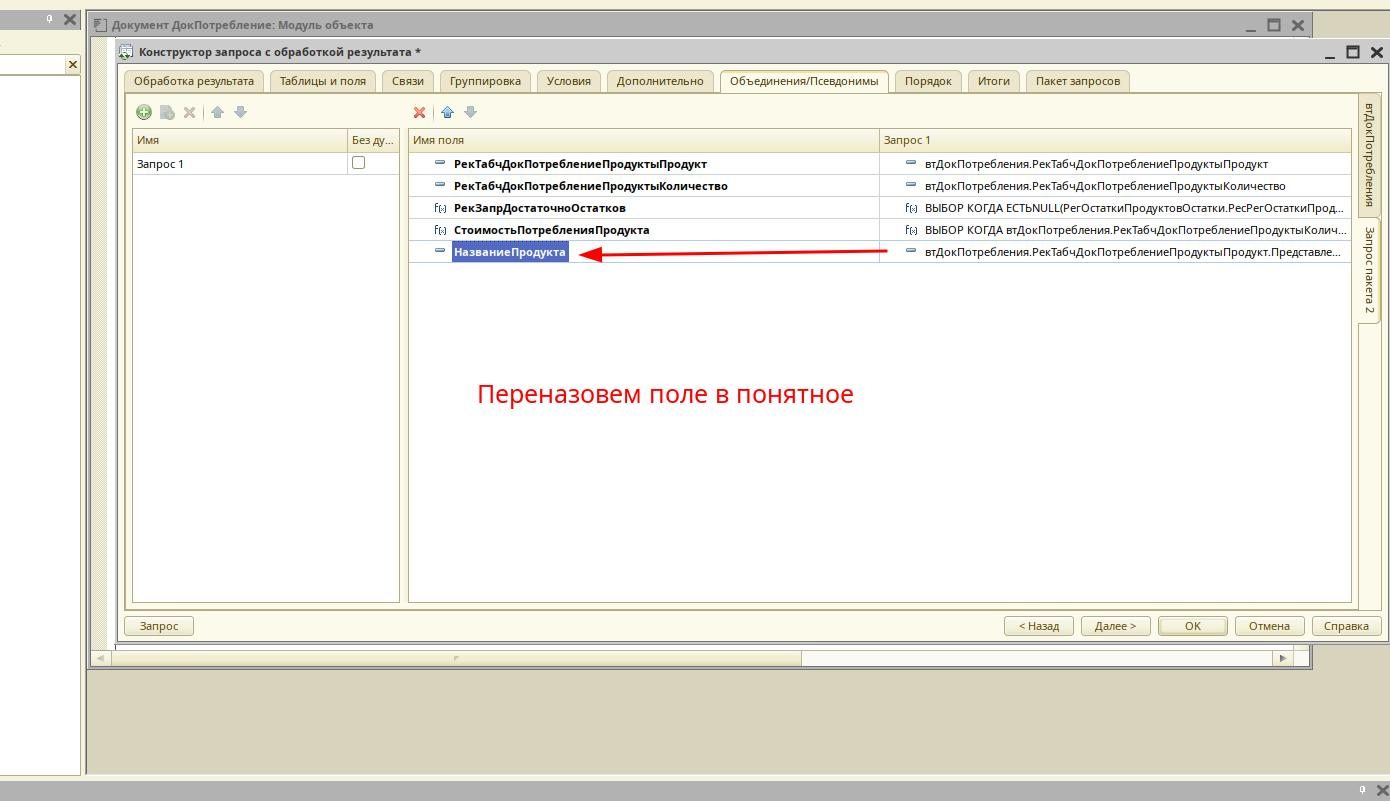 Документ ДокПотребление: Модуль объекта
Конструктор запроса с обработкой результата *
Обработка результата Таблицы и поля Связи Группировка Условия Дополнительно Объединения/Псевдонимы Порядок Итоги Пакет запросов
Имя Без ду... Имя поля Запрос 1
Запрос 1 РекТабчДокПотреблениеПродуктыПродукт втДокПотребления.РекТабчДокПотреблениеПродуктыПродукт
РекТабчДокПотреблениеПродуктыКоличество втДокПотребления.РекТабчДокПотреблениеПродуктыКоличество
f(x) РекЗапрДостаточноОстатков f(x) ВЫБОР КОГДА ЕСТЬNULL(РегОстаткиПродуктовОстатки.РесРегОстаткиПрод...
f(x) СтоимостьПотребленияПродукта f(x) ВЫБОР КОГДА втДокПотребления.РекТабчДокПотреблениеПродуктыКолич...
НазваниеПродукта втДокПотребления.РекТабчДокПотреблениеПродуктыПродукт.Представле...
втДокПотребления
Запрос пакета 2
Переназовем поле в понятное
Запрос < Назад Далее > OK Отмена Справка